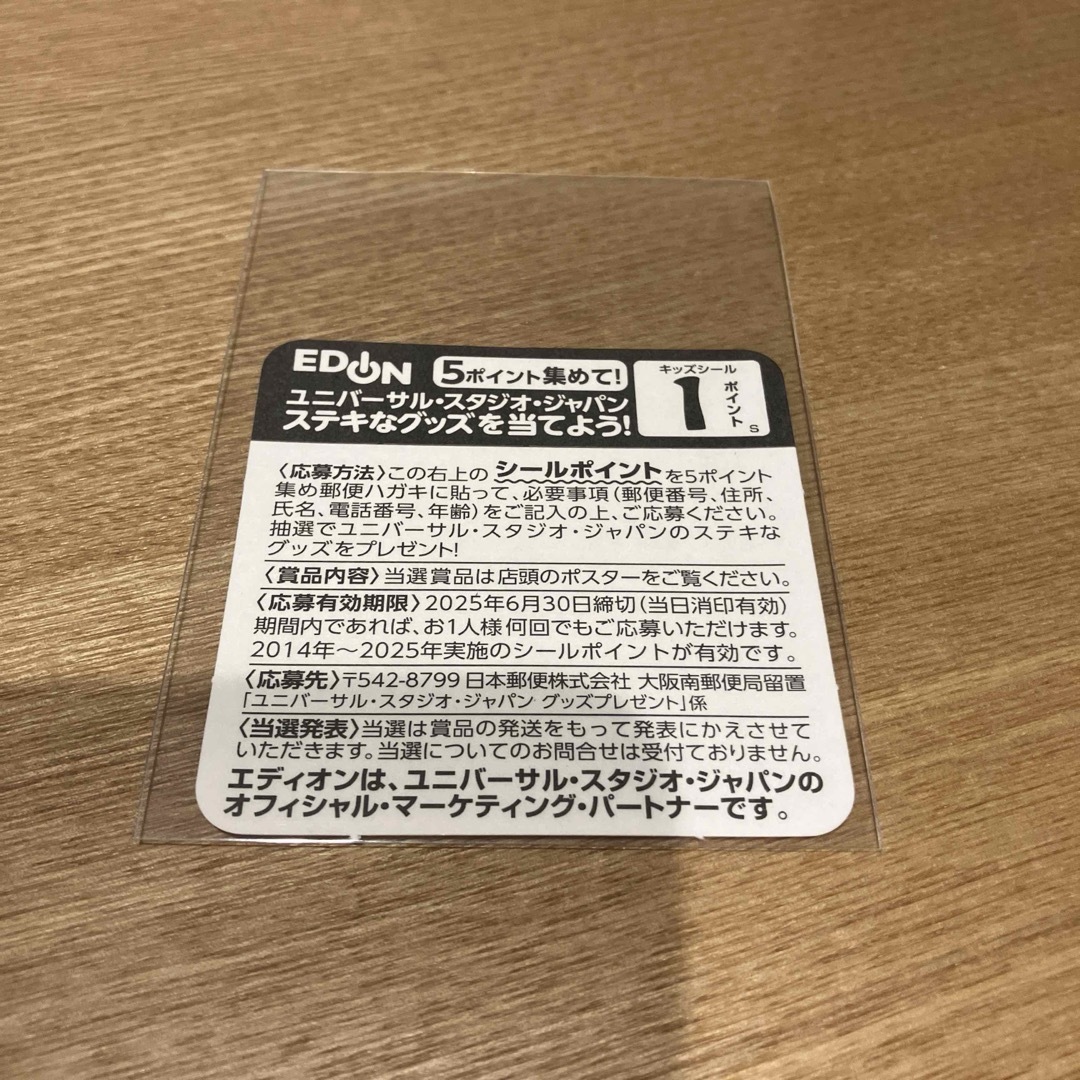 EDION
5ポイント集めて!
キッズシール
1
ポイント
S
ユニバーサル・スタジオ・ジャパン
ステキなグッズを当てよう!
〈応募方法〉この右上の シールポイント を5ポイント
集め郵便ハガキに貼って、必要事項(郵便番号、住所、
氏名、電話番号、年齢)をご記入の上、ご応募ください。
抽選でユニバーサル・スタジオ・ジャパンのステキな
グッズをプレゼント!
〈賞品内容〉当選賞品は店頭のポスターをご覧ください。
〈応募有効期限〉2025年6月30日締切(当日消印有効)
期間内であれば、お1人様何回でもご応募いただけます。
2014年〜2025年実施のシールポイントが有効です。
〈応募先〉〒542-8799 日本郵便株式会社 大阪南郵便局留置
「ユニバーサル・スタジオ・ジャパン グッズプレゼント」係
〈当選発表〉当選は賞品の発送をもって発表にかえさせて
いただきます。当選についてのお問合せは受付ておりません。
エディオンは、ユニバーサル・スタジオ・ジャパンの
オフィシャル・マーケティング・パートナーです。